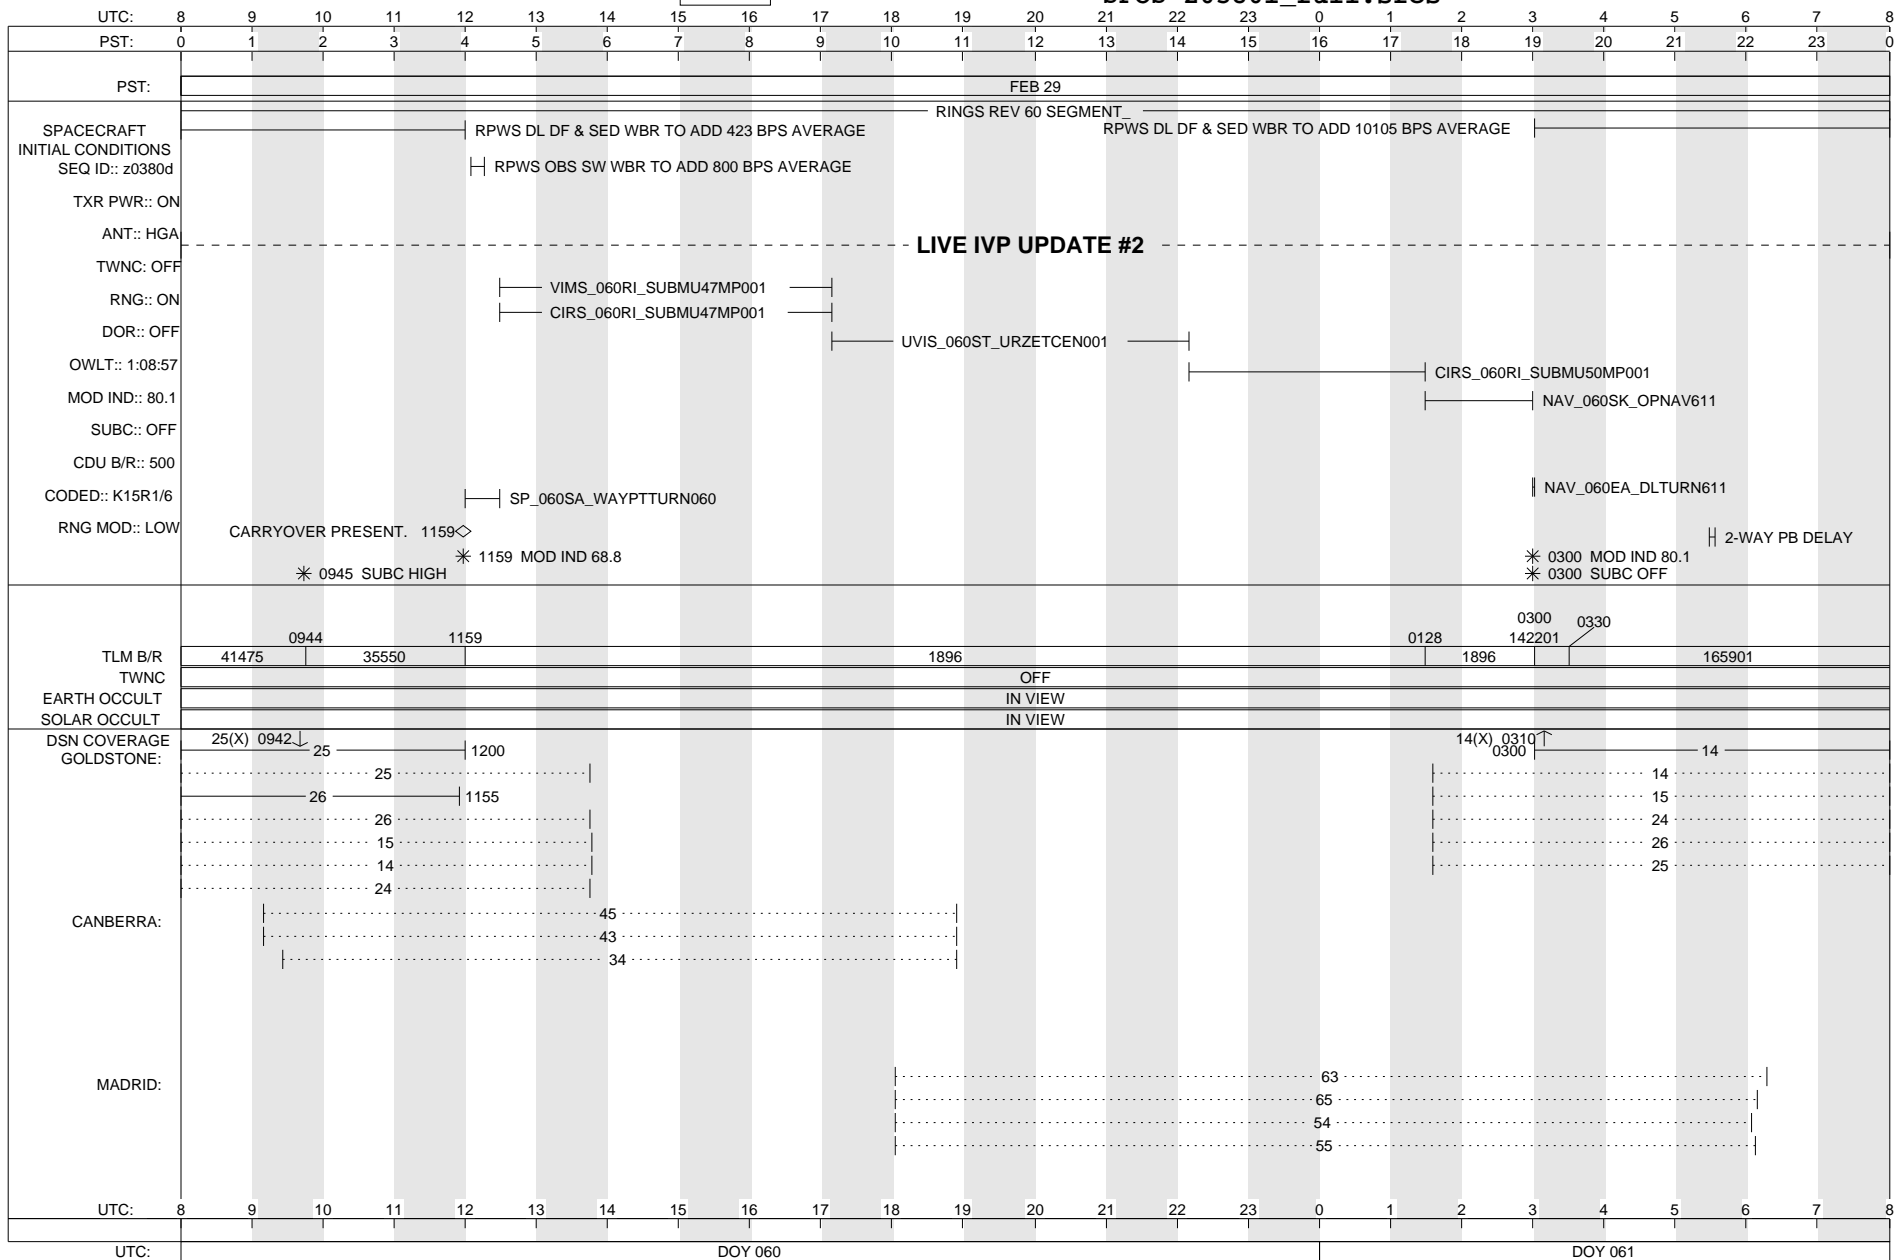 UTC: 8 9 10 11 12 13 14 15 16 17 18 19 20 21 22 23 0 1 2 3 4 5 6 7 8
PST: 0 1 2 3 4 5 6 7 8 9 10 11 12 13 14 15 16 17 18 19 20 21 22 23 0
PST: FEB 29
RINGS REV 60 SEGMENT_
SPACECRAFT
INITIAL CONDITIONS
RPWS DL DF & SED WBR TO ADD 423 BPS AVERAGE
RPWS DL DF & SED WBR TO ADD 10105 BPS AVERAGE
SEQ ID:: z0380d
RPWS OBS SW WBR TO ADD 800 BPS AVERAGE
TXR PWR:: ON
ANT:: HGA
LIVE IVP UPDATE #2
TWNC: OFF
VIMS_060RI_SUBMU47MP001
RNG:: ON
CIRS_060RI_SUBMU47MP001
DOR:: OFF
UVIS_060ST_URZETCEN001
OWLT:: 1:08:57
CIRS_060RI_SUBMU50MP001
MOD IND:: 80.1
NAV_060SK_OPNAV611
SUBC:: OFF
CDU B/R:: 500
CODED:: K15R1/6
SP_060SA_WAYPTTURN060
NAV_060EA_DLTURN611
RNG MOD:: LOW
CARRYOVER PRESENT. 1159
2-WAY PB DELAY
1159 MOD IND 68.8
0300 MOD IND 80.1
0945 SUBC HIGH
0300 SUBC OFF
0944 1159 0128 0300 0330
142201
TLM B/R 41475 35550 1896 1896 165901
TWNC OFF
EARTH OCCULT IN VIEW
SOLAR OCCULT IN VIEW
DSN COVERAGE
25(X) 0942
14(X) 0310
GOLDSTONE: 25 1200 0300 14
25 14
26 1155 15
26 24
15 26
14 25
24
CANBERRA: 45
43
34
MADRID: 63
65
54
55
UTC: 8 9 10 11 12 13 14 15 16 17 18 19 20 21 22 23 0 1 2 3 4 5 6 7 8
UTC: DOY 060 DOY 061